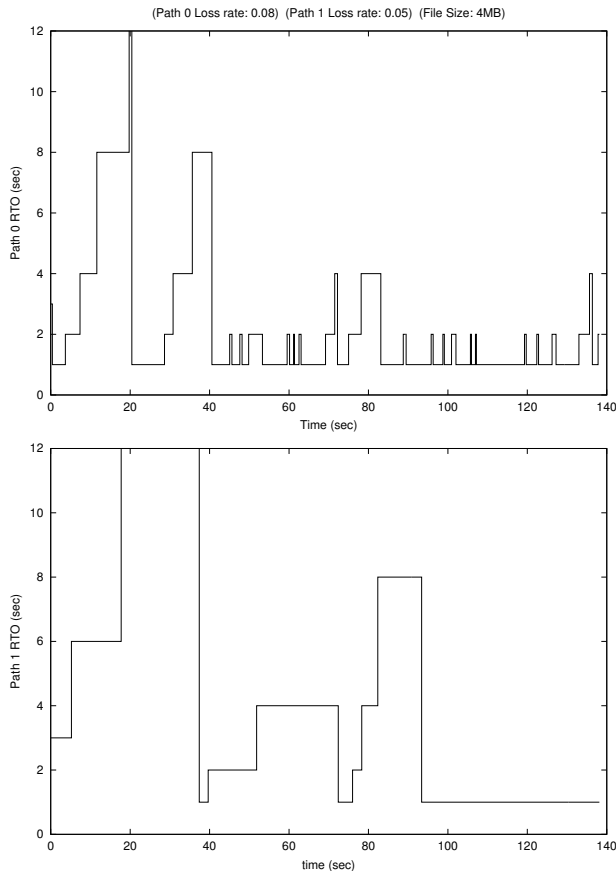 (Path 0 Loss rate: 0.08) (Path 1 Loss rate: 0.05) (File Size: 4MB)
12
10
8
6
4
2
0
Path 0 RTO (sec)
0 20 40 60 80 100 120 140
Time (sec)
12
10
8
6
4
2
0
Path 1 RTO (sec)
0 20 40 60 80 100 120 140
time (sec)